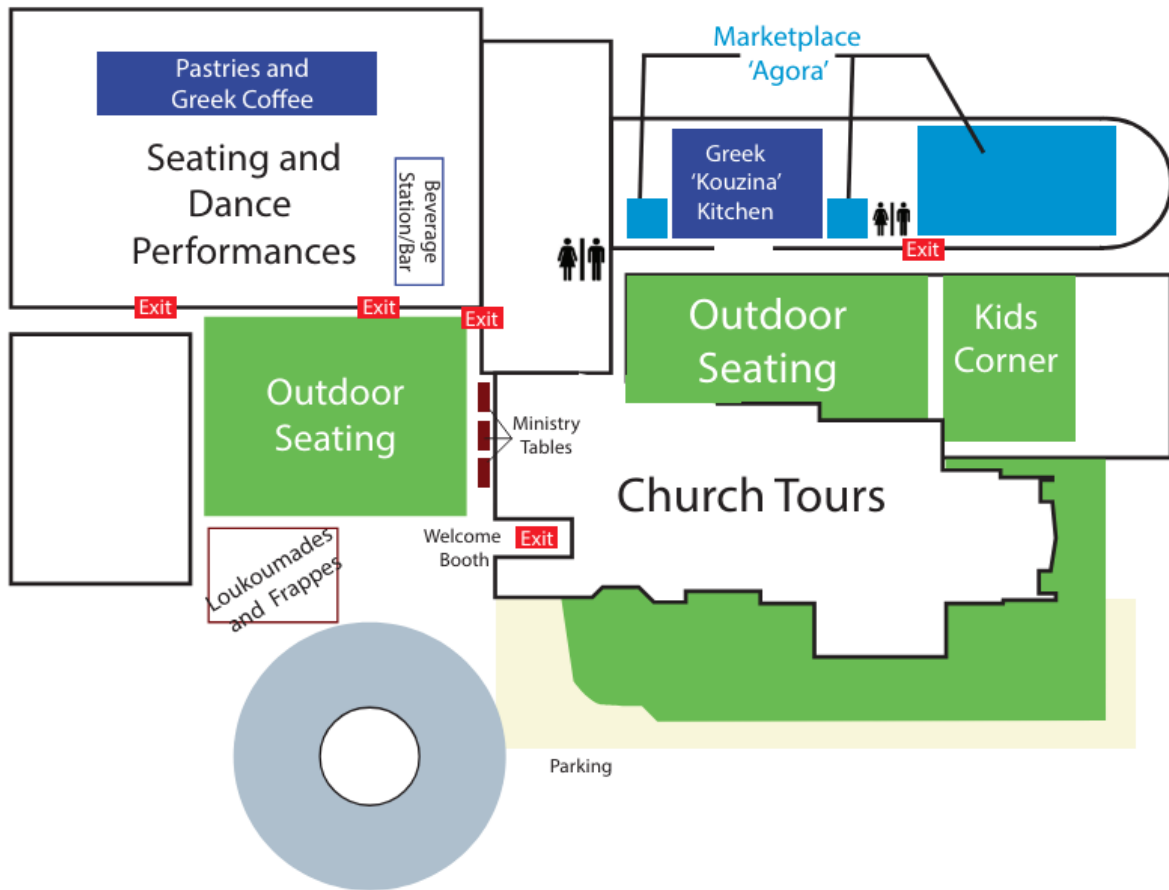 Pastries and
Greek Coffee
Seating and
Dance
Performances
Beverage
Station/Bar
Exit
Exit
Exit
Marketplace
'Agora'
Greek
'Kouzina'
Kitchen
Exit
Outdoor
Seating
Kids
Corner
Outdoor
Seating
Ministry
Tables
Church Tours
Welcome
Booth
Exit
Loukoumades
and Frappes
Parking